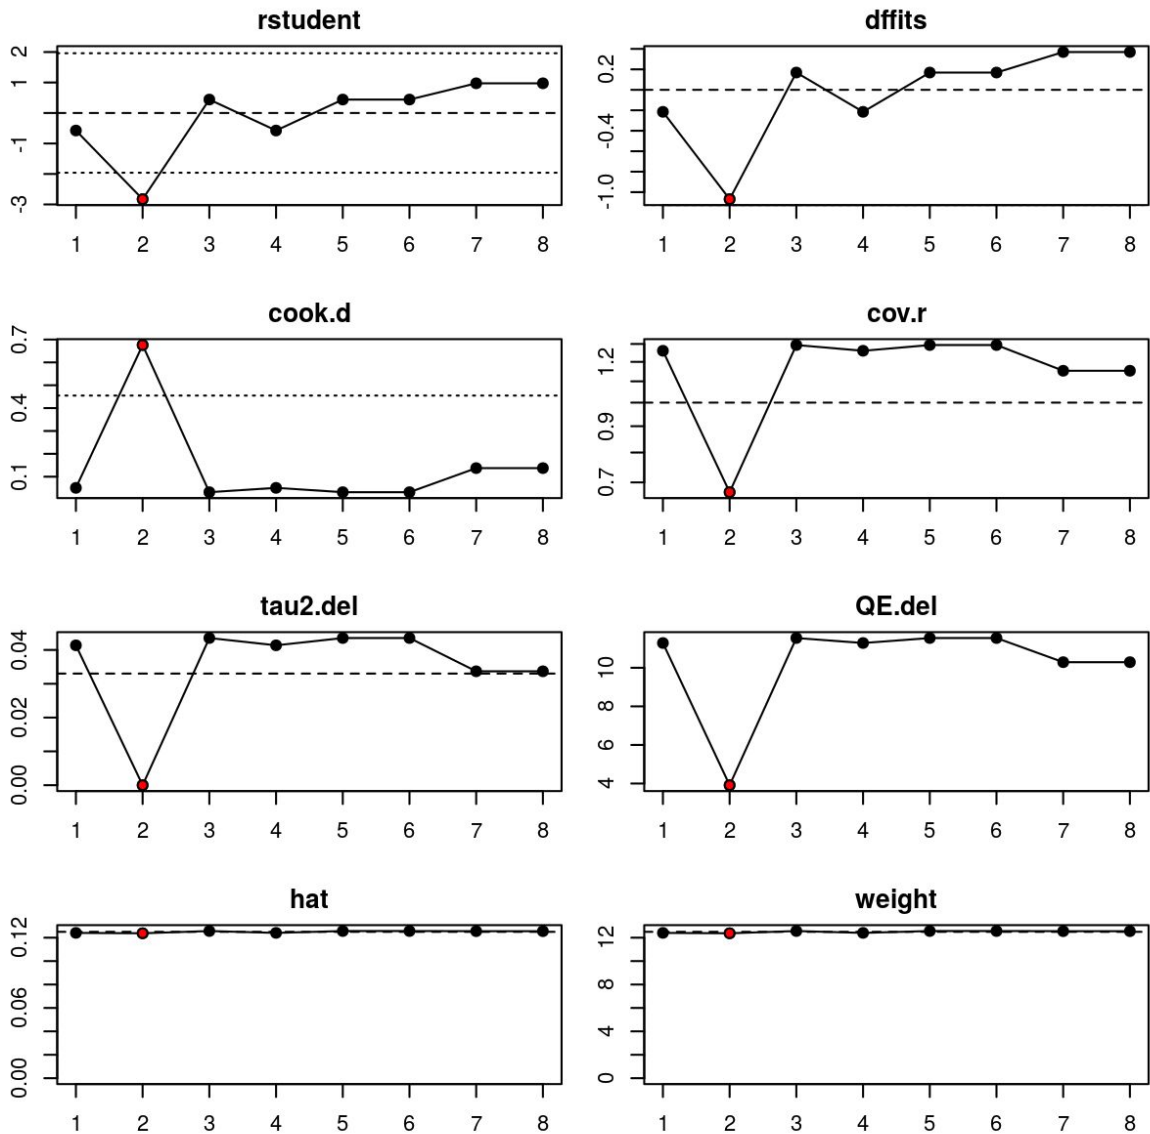 rstudent
2
1
-1
-3
1 2 3 4 5 6 7 8
dffits
0.2
-0.4
-1.0
1 2 3 4 5 6 7 8
cook.d
0.7
0.4
0.1
1 2 3 4 5 6 7 8
cov.r
1.2
0.9
0.7
1 2 3 4 5 6 7 8
tau2.del
0.04
0.02
0.00
1 2 3 4 5 6 7 8
QE.del
10
8
6
4
1 2 3 4 5 6 7 8
hat
0.12
0.06
0.00
1 2 3 4 5 6 7 8
weight
12
8
4
0
1 2 3 4 5 6 7 8